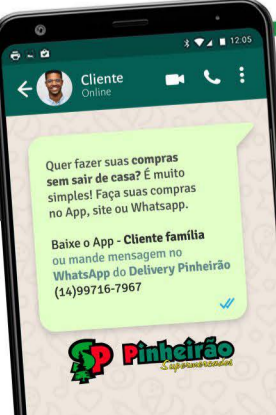 12:05
Cliente
Online
Quer fazer suas compras
sem sair de casa? É muito
simples! Faça suas compras
no App, site ou Whatsapp.
Baixe o App - Cliente família
ou mande mensagem no
WhatsApp do Delivery Pinheirão
(14)99716-7967
SP Pinheirão
Supermercados